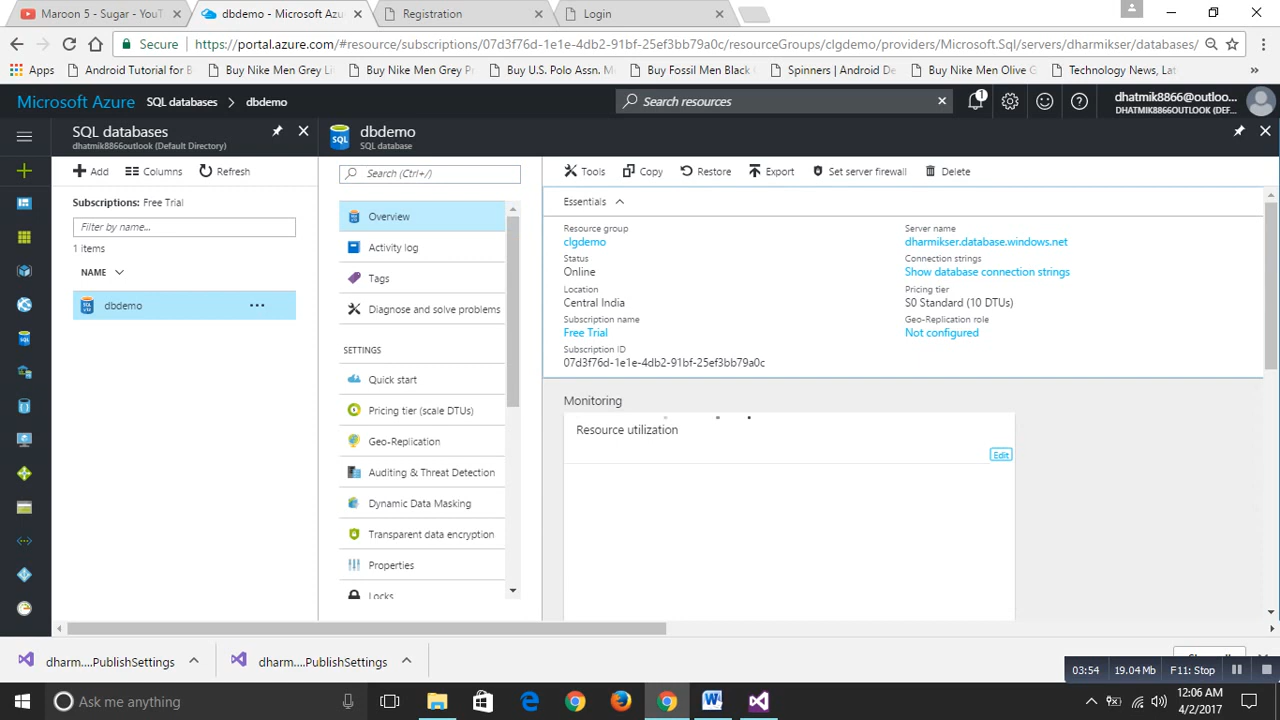 Maroon 5 - Sugar - YouT
dbdemo - Microsoft Azu
Registration
Login
Secure
https://portal.azure.com/#resource/subscriptions/07d3f76d-1e1e-4db2-91bf-25ef3bb79a0c/resourceGroups/clgdemo/providers/Microsoft.Sql/servers/dharmikser/databases/
Apps
Android Tutorial for B
Buy Nike Men Grey Li
Buy Nike Men Grey Pr
Buy U.S. Polo Assn. M
Buy Fossil Men Black
Spinners | Android De
Buy Nike Men Olive G
Technology News, Lat
»
Microsoft Azure
SQL databases > dbdemo
Search resources
1
dhatmik8866@outloo...
DHATMIK8866OUTLOOK (DEF...
SQL databases
dhatmik8866outlook (Default Directory)
dbdemo
SQL database
Add
Columns
Refresh
Search (Ctrl+/)
Tools
Copy
Restore
Export
Set server firewall
Delete
Subscriptions: Free Trial
Filter by name...
1 items
NAME
dbdemo
...
Overview
Activity log
Tags
Diagnose and solve problems
SETTINGS
Quick start
Pricing tier (scale DTUs)
Geo-Replication
Auditing & Threat Detection
Dynamic Data Masking
Transparent data encryption
Properties
Locks
Essentials
Resource group
clgdemo
Status
Online
Location
Central India
Subscription name
Free Trial
Subscription ID
07d3f76d-1e1e-4db2-91bf-25ef3bb79a0c
Server name
dharmikser.database.windows.net
Connection strings
Show database connection strings
Pricing tier
S0 Standard (10 DTUs)
Geo-Replication role
Not configured
Monitoring
Resource utilization
Edit
dharm....PublishSettings
dharm....PublishSettings
03:54
19.04 MB
F11: Stop
Ask me anything
12:06 AM
4/2/2017